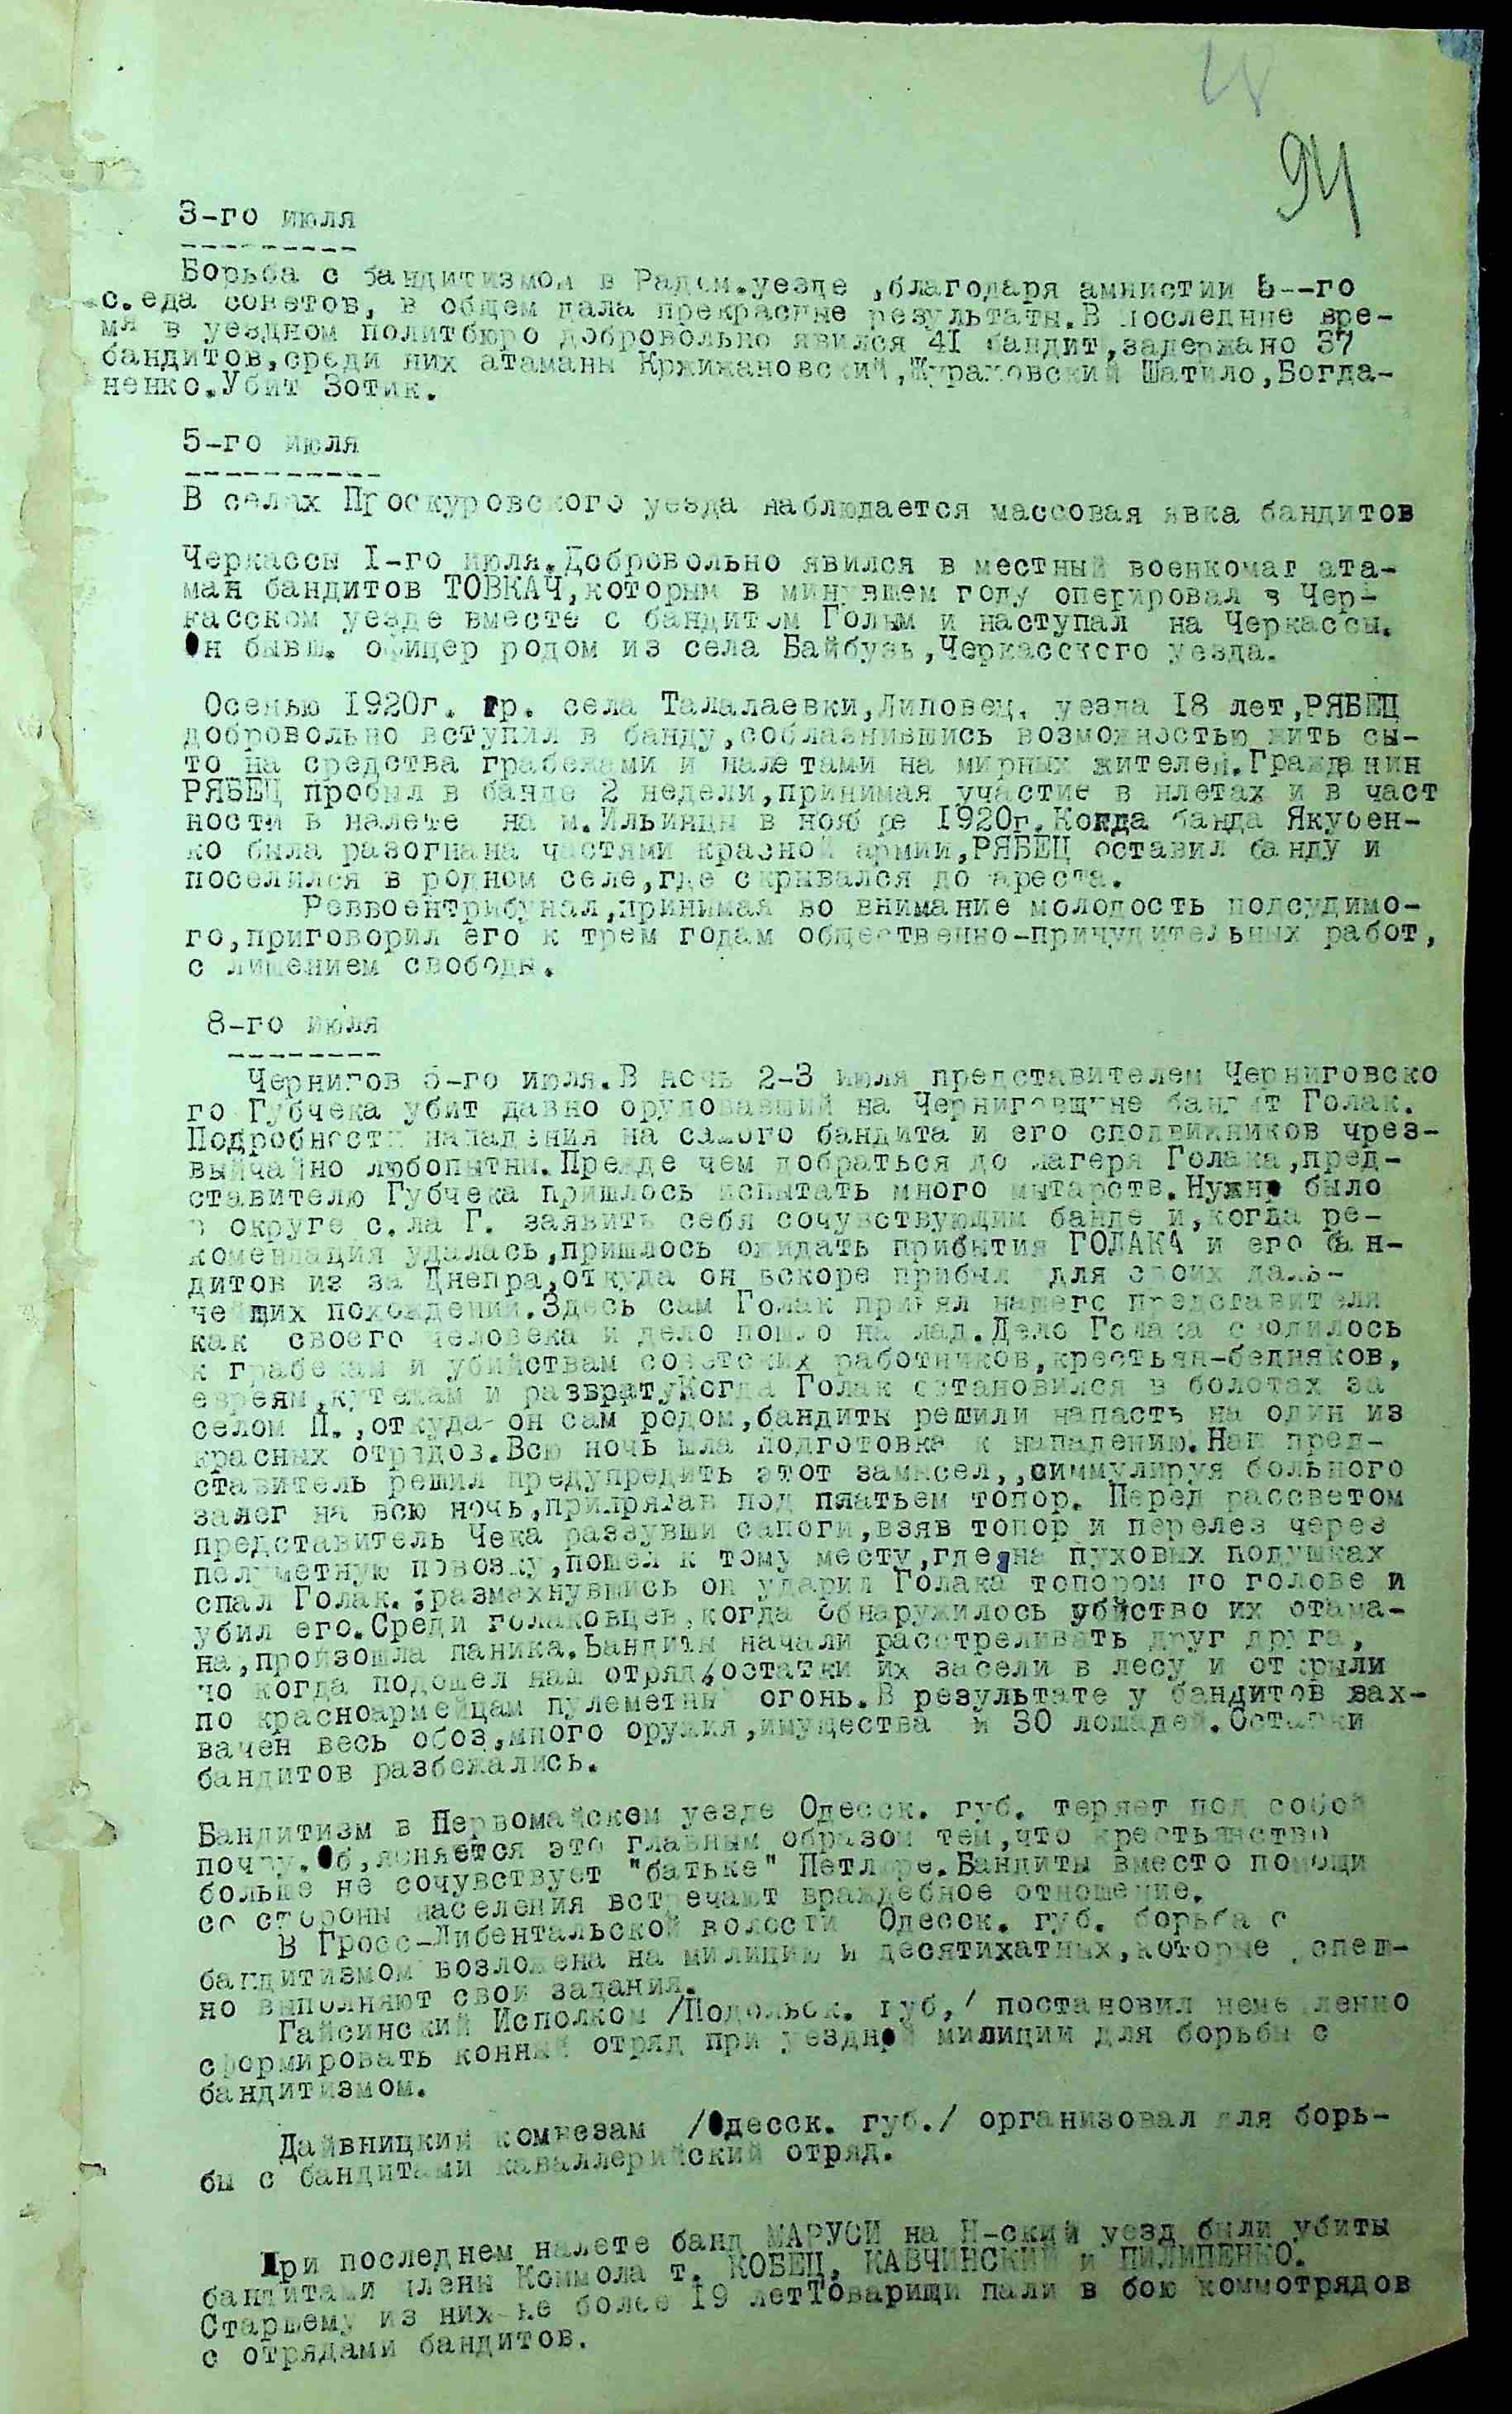 94
3-го июля
Борьба с бандитизмом в Радом.уезде ,благодаря амнистии 5--го
с.еда советов, в общем дала прекрасные результаты.В последние вре-
мя в уездном политбюро добровольно явился 41 бандит,задержано 37
бандитов,среди них атаманы Кржижановский,Жураховский Шатило,Богда-
ненко.Убит Зотик.
5-го июля
В селах Проскуровского уезда наблюдается массовая явка бандитов
Черкассы I-го июля.Добровольно явился в местный военкомат ата-
ман бандитов ТОВКАЧ,которым в минувшем году оперировал в Чер-
касском уезде вместе с бандитом Голым и наступал на Черкассы.
Он бывш. офицер родом из села Байбузь,Черкасского уезда.
Осенью 1920г. гр. села Талалаевки,Липовец. уезда 18 лет,РЯБЕЦ
добровольно вступил в банду,соблазнившись возможностью жить сы-
то на средства грабежами и налетами на мирных жителей.Гражданин
РЯБЕЦ пробыл в банде 2 недели,принимая участие в нлетах и в част
ности в налете на м.Ильинцы в ноябре 1920г.Когда банда Якубен-
ко была разогнана частями красной армии,РЯБЕЦ оставил банду и
поселился в родном селе,где скрывался до ареста.
Реввоентрибунал,принимая во внимание молодость подсудимо-
го,приговорил его к трем годам общественно-причудительных работ,
с лишением свободы.
8-го июля
Чернигов 5-го июля.В ночь 2-3 июля представителем Черниговско
го Губчека убит давно орудовавший на Черниговщине бандит Голак.
Подробности нападения на самого бандита и его сподвижников чрез-
вычайно любопытны.Прежде чем добраться до лагеря Голака,пред-
ставителю Губчека пришлось испытать много мытарств.Нужно было
в округе с.ла Г. заявить себя сочувствующим банде и,когда ре-
комендация удалась,пришлось ожидать прибытия ГОЛАКА и его бан-
дитов из за Днепра,откуда он вскоре прибыл для своих даль-
нейших похождений.Здесь сам Голак принял нашего представителя
как своего человека и дело пошло на лад.Дело Голака сводилось
к грабежам и убийствам советских работников,крестьян-бедняков,
евреям,кутежам и развратуКогда Голак остановился в болотах за
селом П.,откуда он сам родом,бандиты решили напасть на один из
красных отрядов.Всю ночь шла подготовка к нападению.Наш пред-
ставитель решил предупредить этот замысел,,симмулируя больного
залег на всю ночь,припрятав под платьем топор. Перед рассветом
представитель Чека раззувши сапоги,взяв топор и перелез через
пулеметную повозку,пошел к тому месту,где на пуховых подушках
спал Голак.;размахнувшись он ударил Голака топором по голове и
убил его.Среди голаковцев,когда обнаружилось убийство их отама-
на,произошла паника.Бандиты начали расстреливать друг друга,
но когда подошел наш отряд,остатки их засели в лесу и открыли
по красноармейцам пулеметный огонь.В результате у бандитов зах-
вачен весь обоз,много оружия,имущества и 30 лошадей.Остатки
бандитов разбежались.
Бандитизм в Первомайском уезде Одесск. губ. теряет под собой
почву.Об,ясняется это главным образом тем,что крестьянство
больше не сочувствует "батьке" Петлюре.Бандиты вместо помощи
со стороны населения встречают враждебное отношение.
В Гросс-Либентальской волости Одесск. губ. борьба с
бандитизмом возложена на милицию и десятихатных,которые спеш-
но выполняют свои задания.
Гайсинский Исполком /Подольск. губ,/ постановил немедленно
сформировать конный отряд при уездной милиции для борьбы с
бандитизмом.
Дайвницкий комнезам /Одесск. губ./ организовал для борь-
бы с бандитами каваллерийский отряд.
При последнем налете банд МАРУСИ на Н-ский уезд были убиты
бандитами члены Коммола т. КОБЕЦ, КАВЧИНСКИЙ и ПИЛИПЕНКО.
Старшему из них не более 19 летТоварищи пали в бою коммотрядов
с отрядами бандитов.